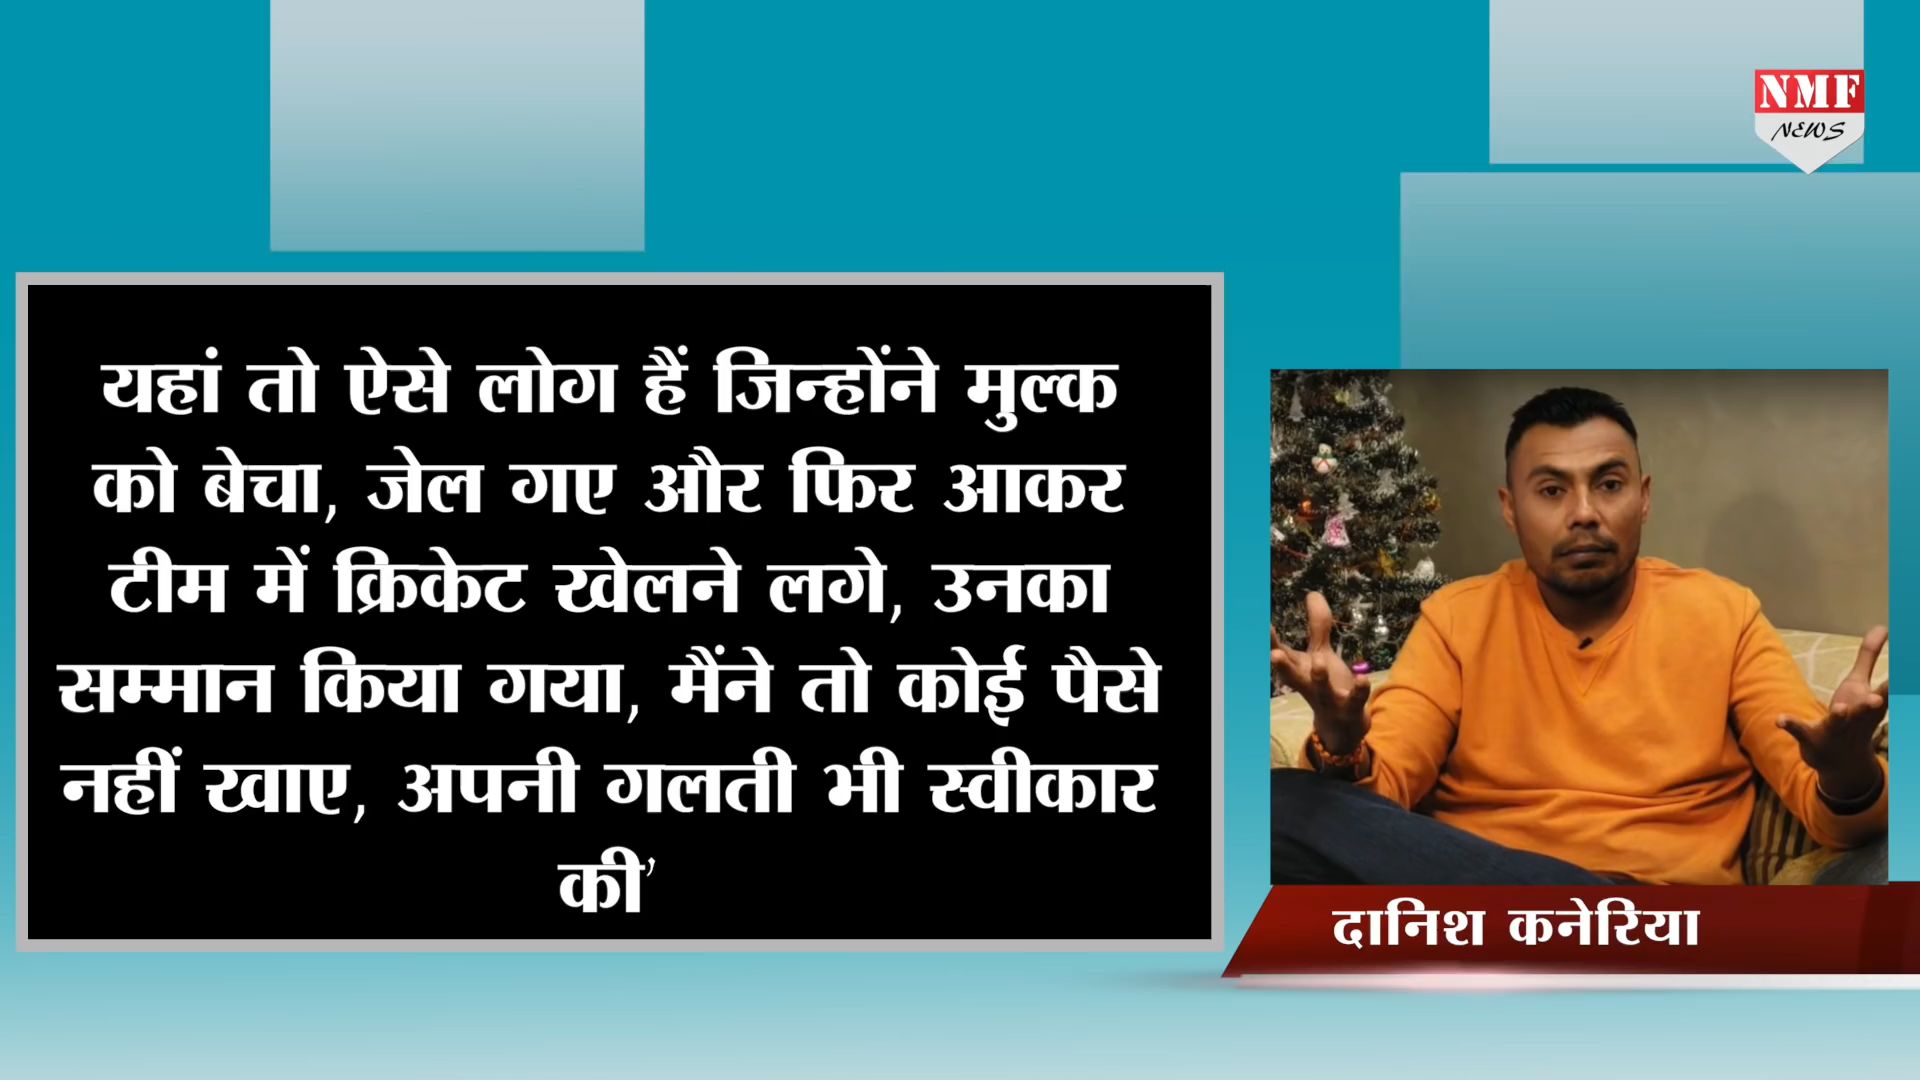 NMF
NEWS
यहां तो ऐसे लोग हैं जिन्होंने मुल्क
को बेचा, जेल गए और फिर आकर
टीम में क्रिकेट खेलने लगे, उनका
सम्मान किया गया, मैंने तो कोई पैसे
नहीं खाए, अपनी गलती भी स्वीकार
की’
दानिश कनेरिया